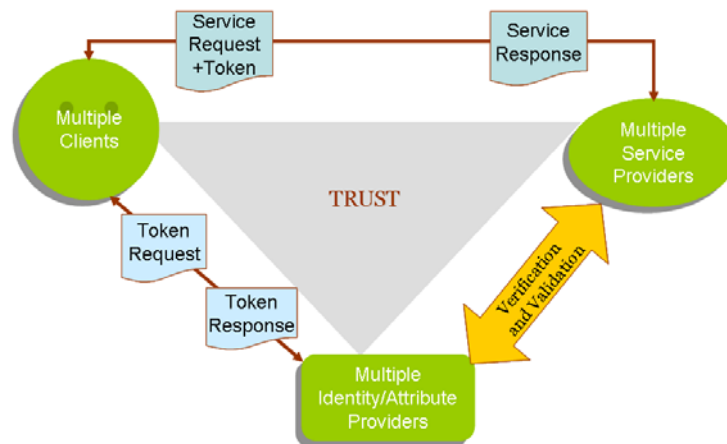 Service
Request
+Token
Service
Response
Multiple
Clients
Multiple
Service
Providers
TRUST
Token
Request
Token
Response
Verification
and Validation
Multiple
Identity/Attribute
Providers